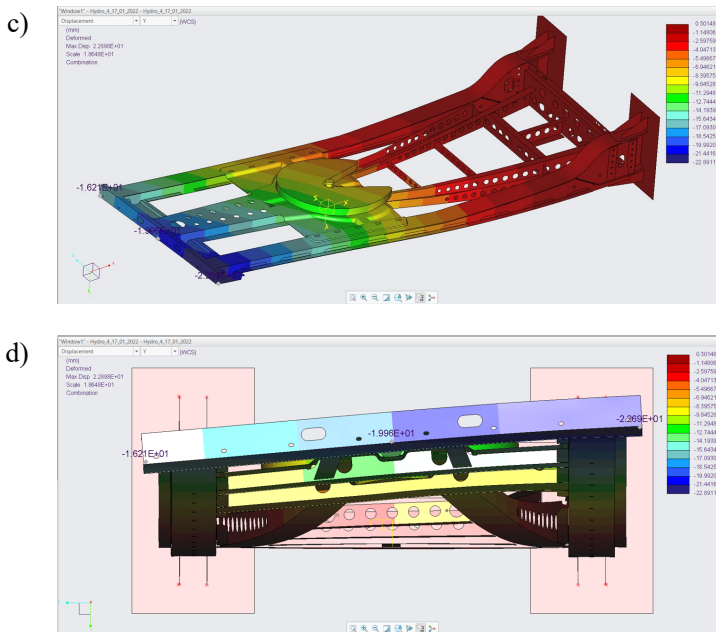 c)
"Window1" - Hydro_4_17_01_2022 - Hydro_4_17_01_2022
Displacement Y (WCS)
(mm)
Deformed
Max Disp 2.2898E+01
Scale 1.8648E+01
Combination
0.30148
-1.14806
-2.59759
-4.04713
-5.49667
-6.94621
-8.39575
-9.84528
-11.2948
-12.7444
-14.1939
-15.6434
-17.0930
-18.5425
-19.9920
-21.4416
-22.8911
-1.621E+01
d)
"Window1" - Hydro_4_17_01_2022 - Hydro_4_17_01_2022
Displacement Y (WCS)
(mm)
Deformed
Max Disp 2.2898E+01
Scale 1.8648E+01
Combination
0.30148
-1.14806
-2.59759
-4.04713
-5.49667
-6.94621
-8.39575
-9.84528
-11.2948
-12.7444
-14.1939
-15.6434
-17.0930
-18.5425
-19.9920
-21.4416
-22.8911
-2.269E+01
-1.996E+01
-1.621E+01